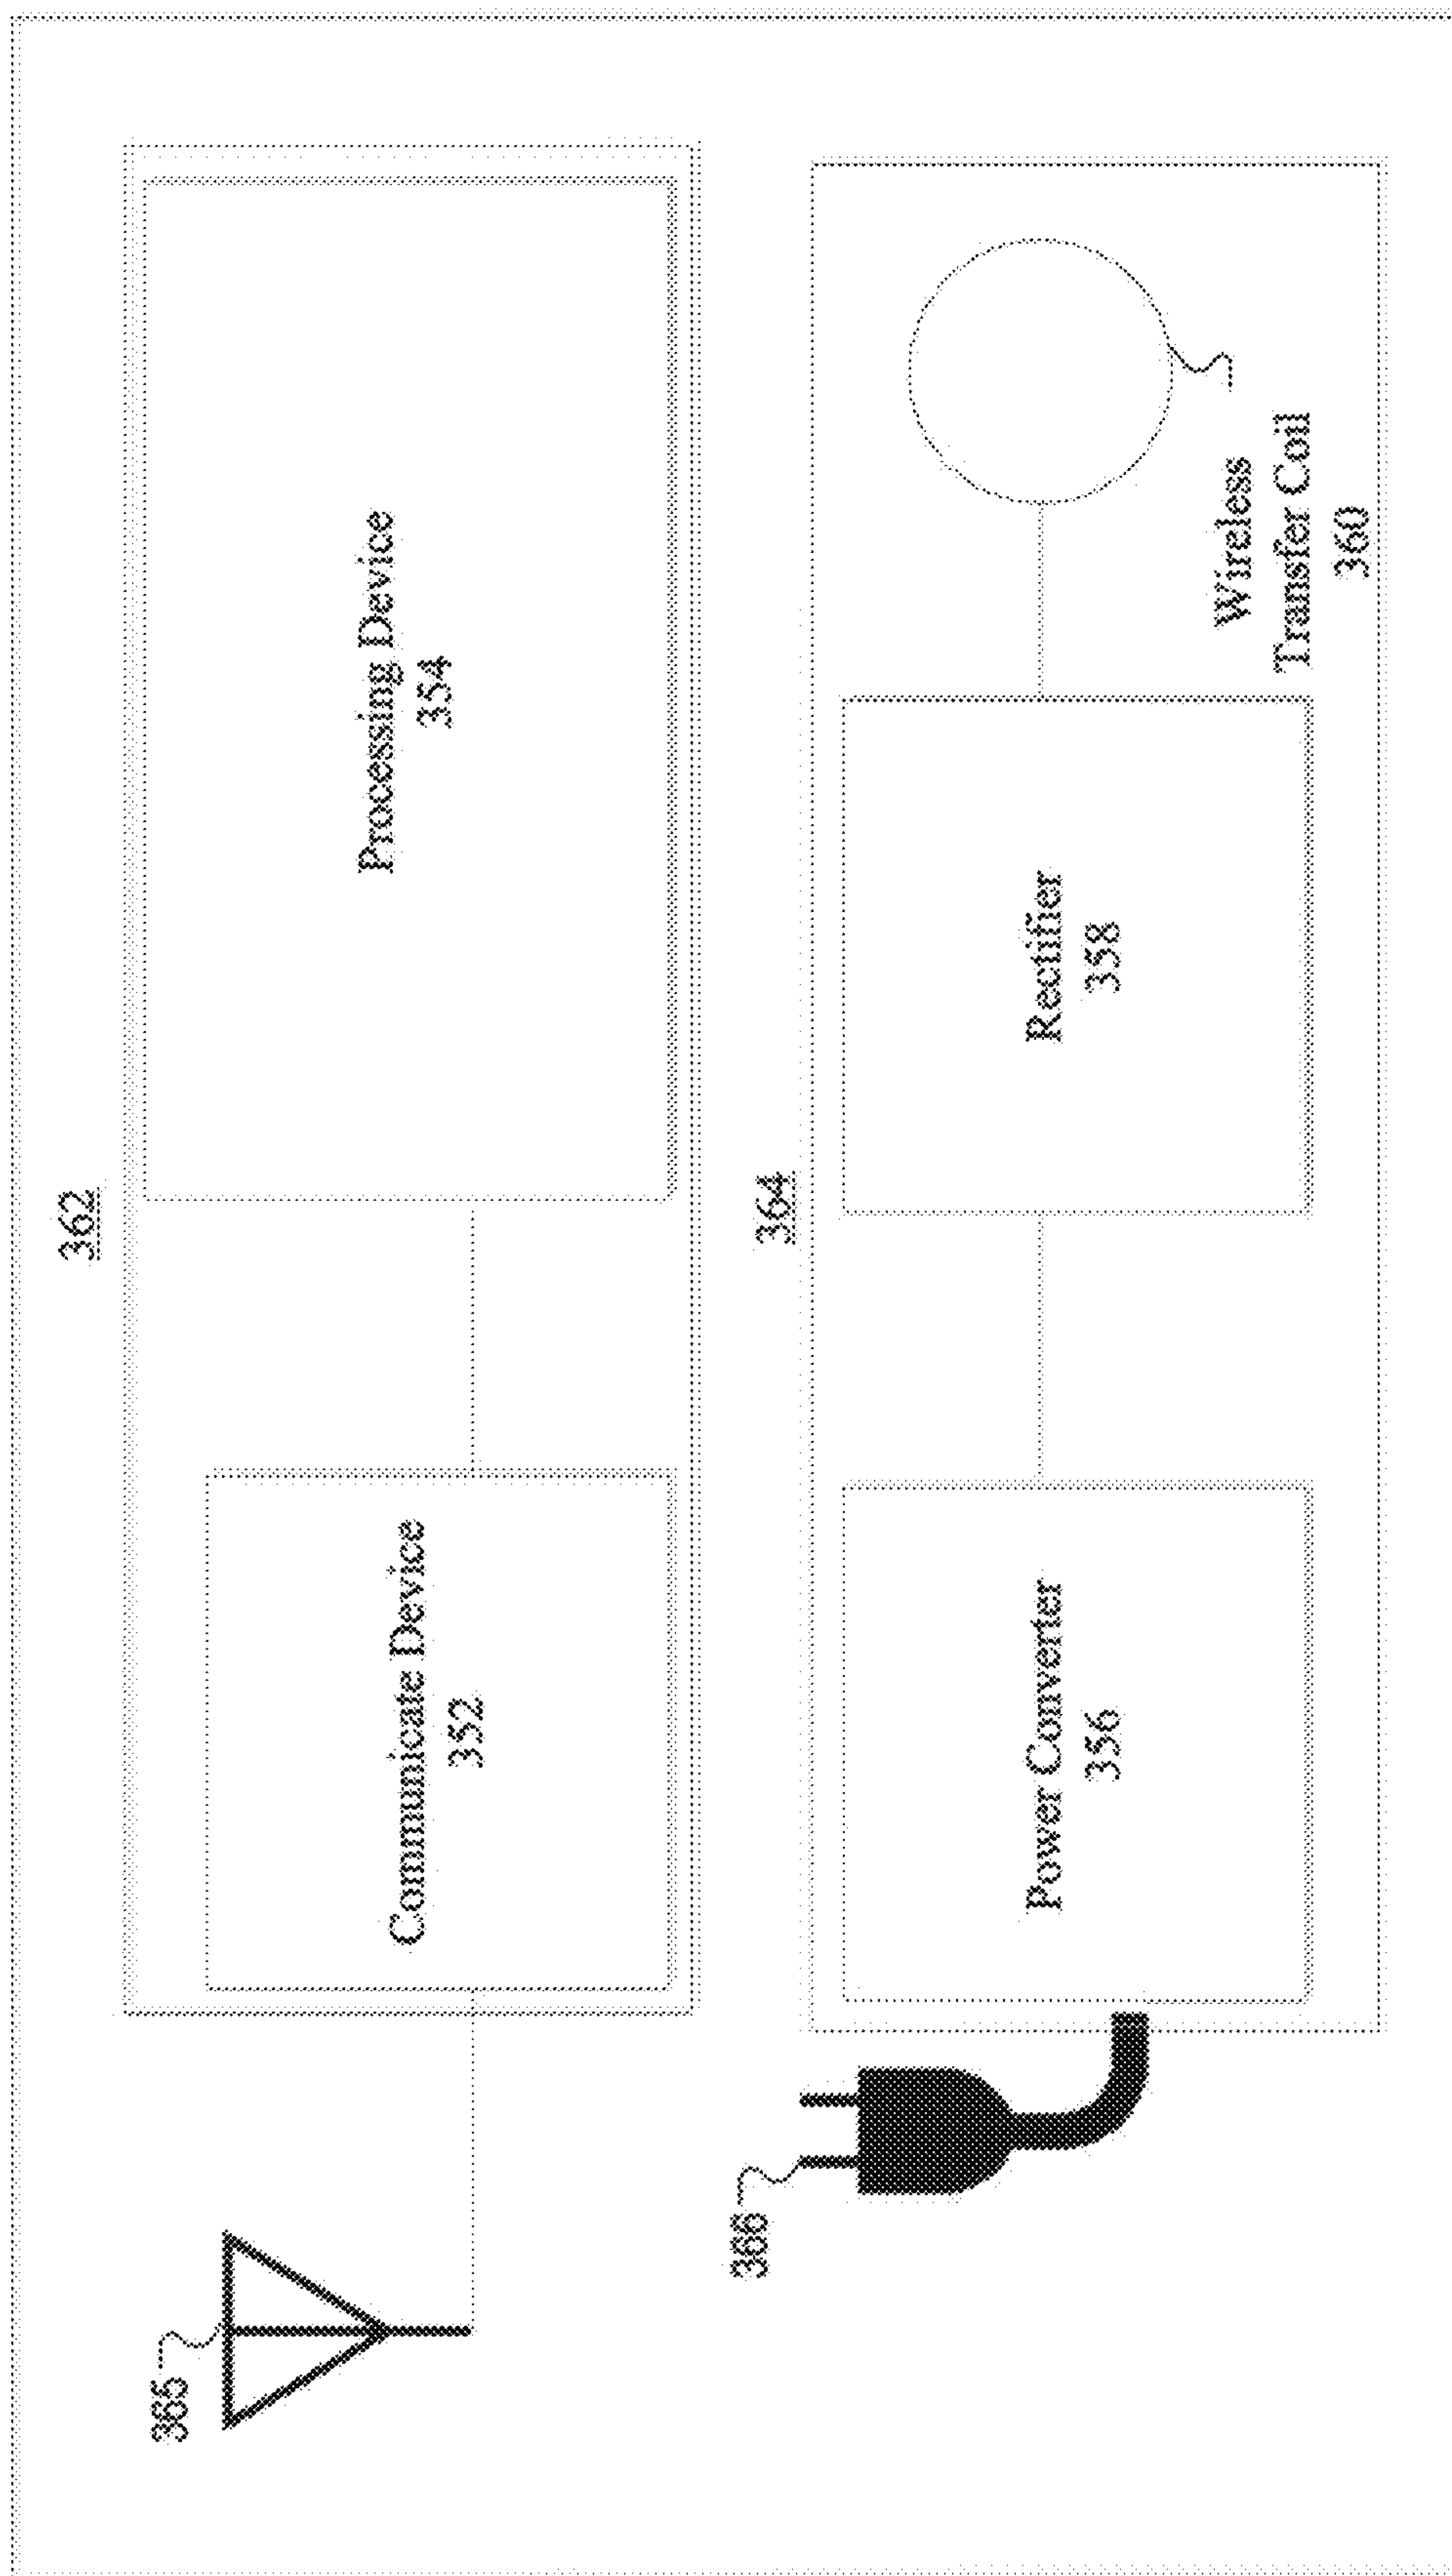 362
Processing Device
354
Communicate Device
352
365
364
Wireless
Transfer Coil
360
Rectifier
358
Power Converter
356
366